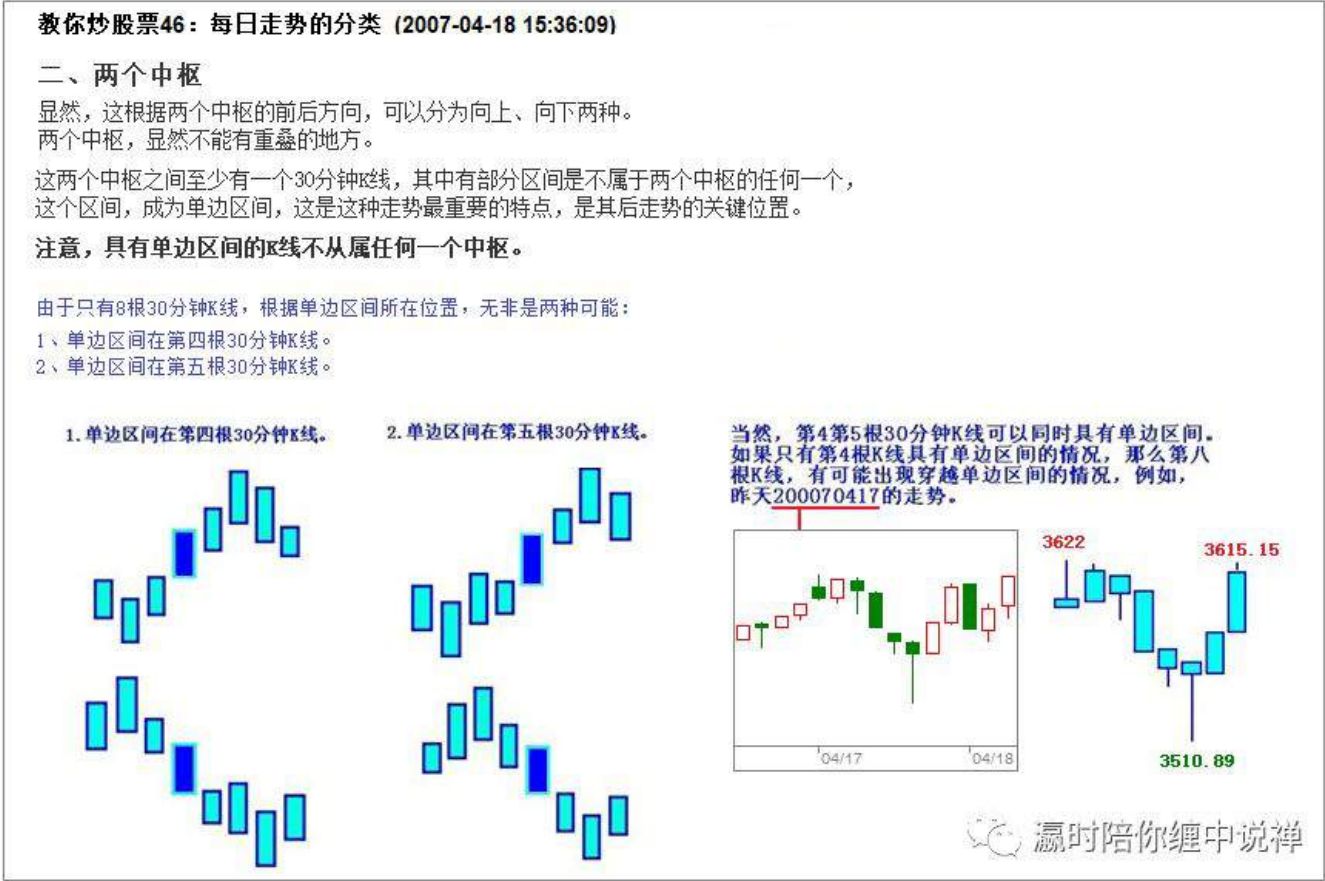 教你炒股票46：每日走势的分类 (2007-04-18 15:36:09)
二、两个中枢
显然，这根据两个中枢的前后方向，可以分为向上、向下两种。
两个中枢，显然不能有重叠的地方。
这两个中枢之间至少有一个30分钟K线，其中有部分区间是不属于两个中枢的任何一个，
这个区间，成为单边区间，这是这种走势最重要的特点，是其后走势的关键位置。
注意，具有单边区间的K线不从属任何一个中枢。
由于只有8根30分钟K线，根据单边区间所在位置，无非是两种可能：
1、单边区间在第四根30分钟K线。
2、单边区间在第五根30分钟K线。
1.单边区间在第四根30分钟K线。
2.单边区间在第五根30分钟K线。
当然，第4第5根30分钟K线可以同时具有单边区间。
如果只有第4根K线具有单边区间的情况，那么第八
根K线，有可能出现穿越单边区间的情况，例如，
昨天200070417的走势。
04/17
04/18
3622
3615.15
3510.89
瀛时陪你缠中说禅